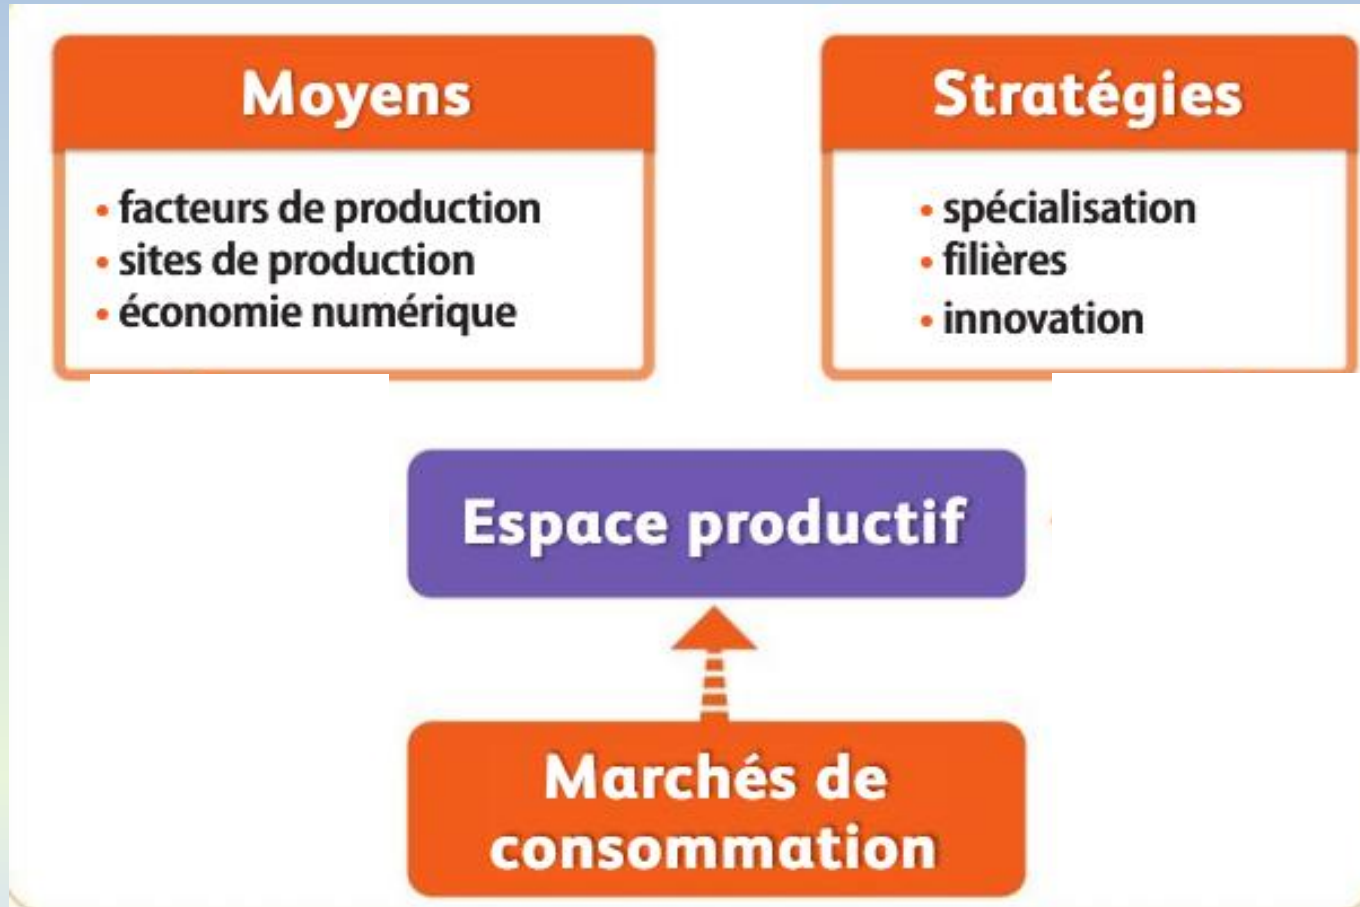 Moyens
• facteurs de production
• sites de production
• économie numérique
Stratégies
• spécialisation
• filières
• innovation
Espace productif
Marchés de
consommation